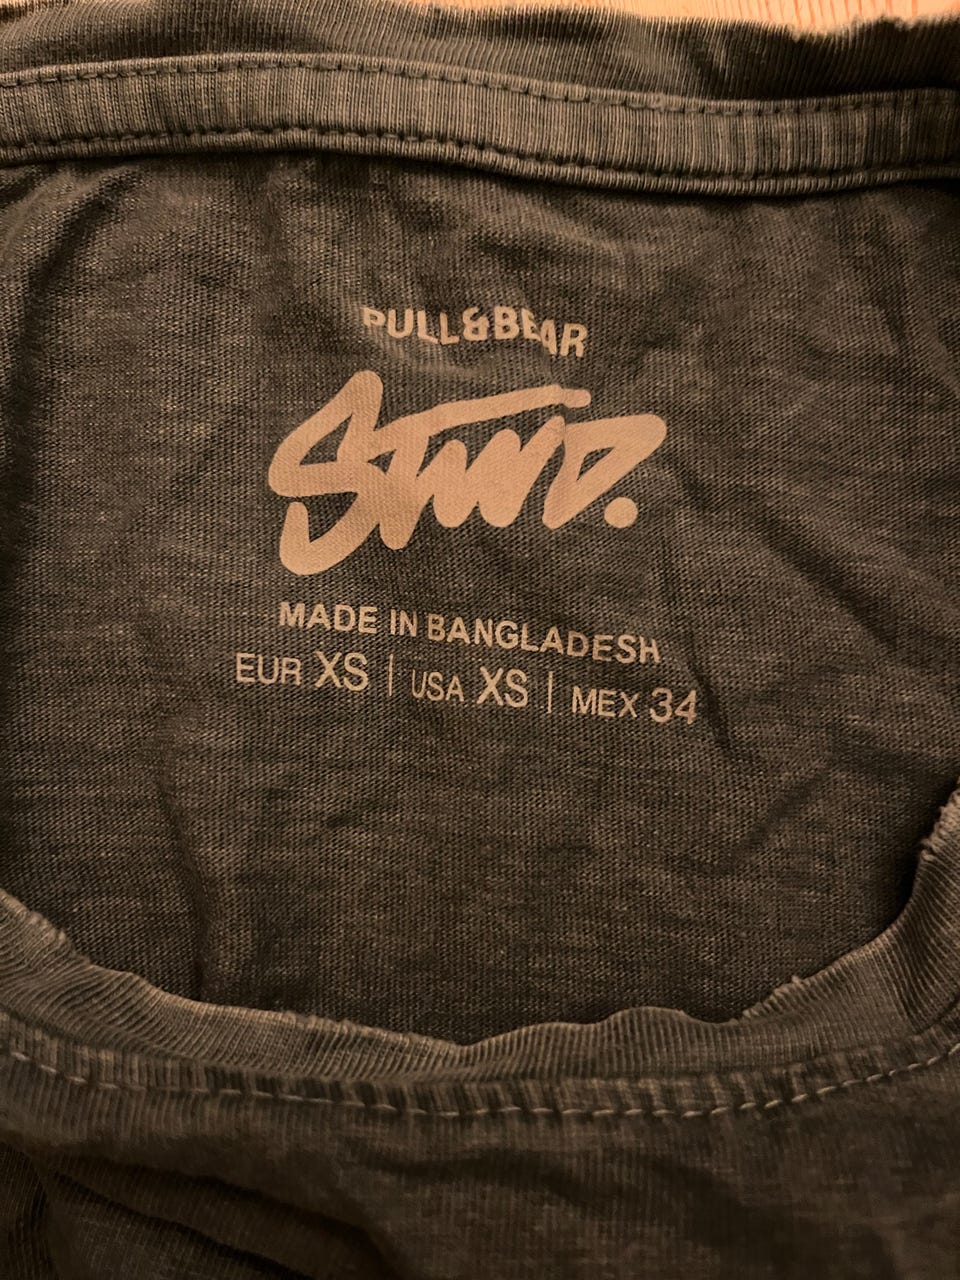 PULL&BEAR
STWD.
MADE IN BANGLADESH
EUR XS | USA XS | MEX 34